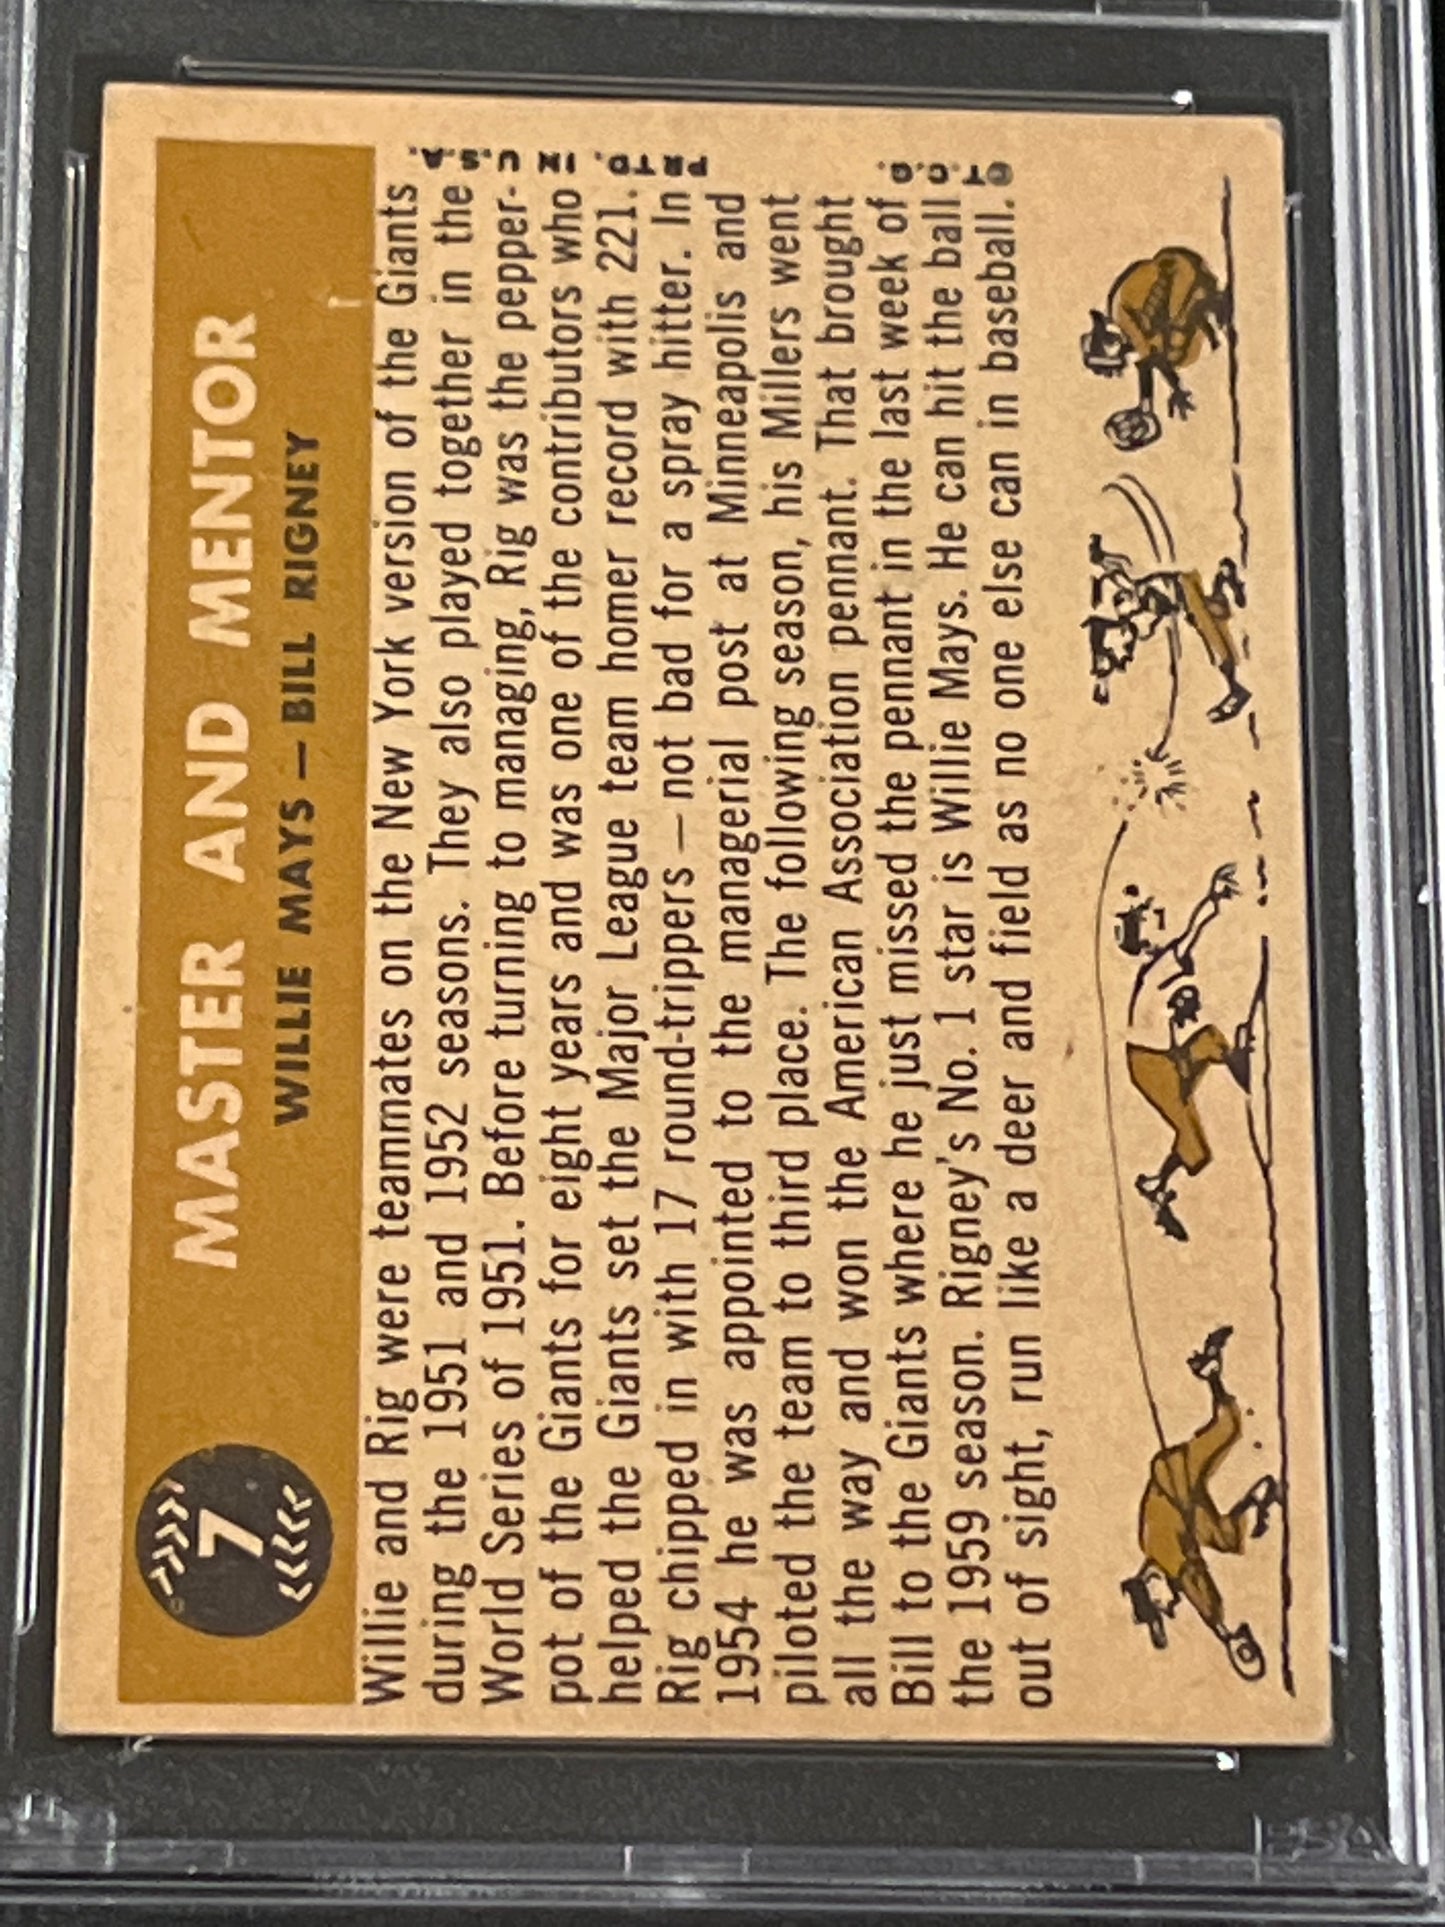 7
MASTER AND MENTOR
WILLIE MAYS — BILL RIGNEY
Willie and Rig were teammates on the New York version of the Giants
during the 1951 and 1952 seasons. They also played together in the
World Series of 1951. Before turning to managing, Rig was the pepper-
pot of the Giants for eight years and was one of the contributors who
helped the Giants set the Major League team homer record with 221.
Rig chipped in with 17 round-trippers — not bad for a spray hitter. In
1954 he was appointed to the managerial post at Minneapolis and
piloted the team to third place. The following season, his Millers went
all the way and won the American Association pennant. That brought
Bill to the Giants where he just missed the pennant in the last week of
the 1959 season. Rigney's No. 1 star is Willie Mays. He can hit the ball
out of sight, run like a deer and field as no one else can in baseball.
© T.C.G. PRTD. IN U.S.A.
PSA